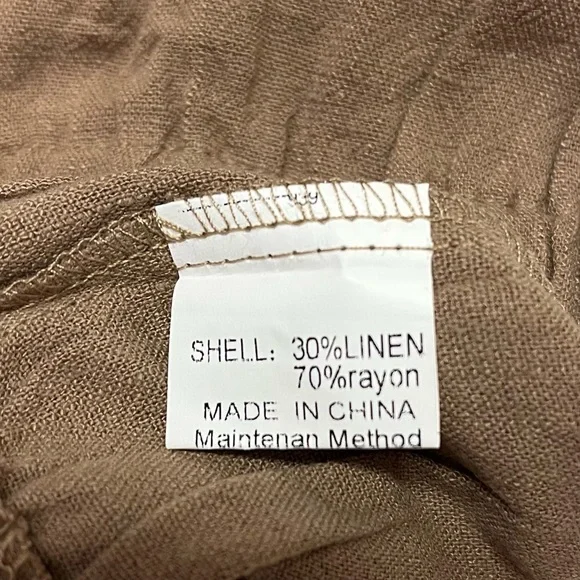 SHELL: 30%LINEN
70%rayon
MADE IN CHINA
Maintenan Method